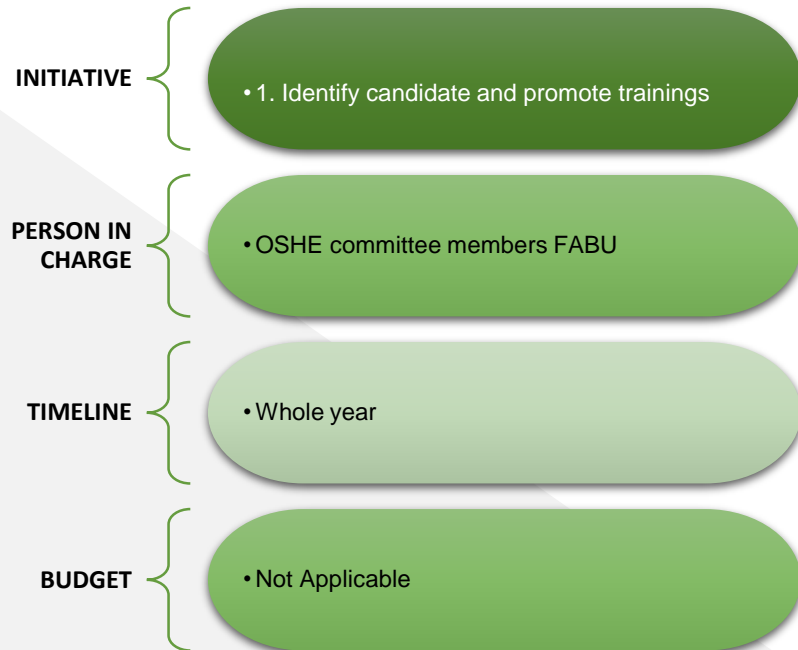 INITIATIVE
• 1. Identify candidate and promote trainings
PERSON IN
CHARGE
• OSHE committee members FABU
TIMELINE
• Whole year
BUDGET
• Not Applicable